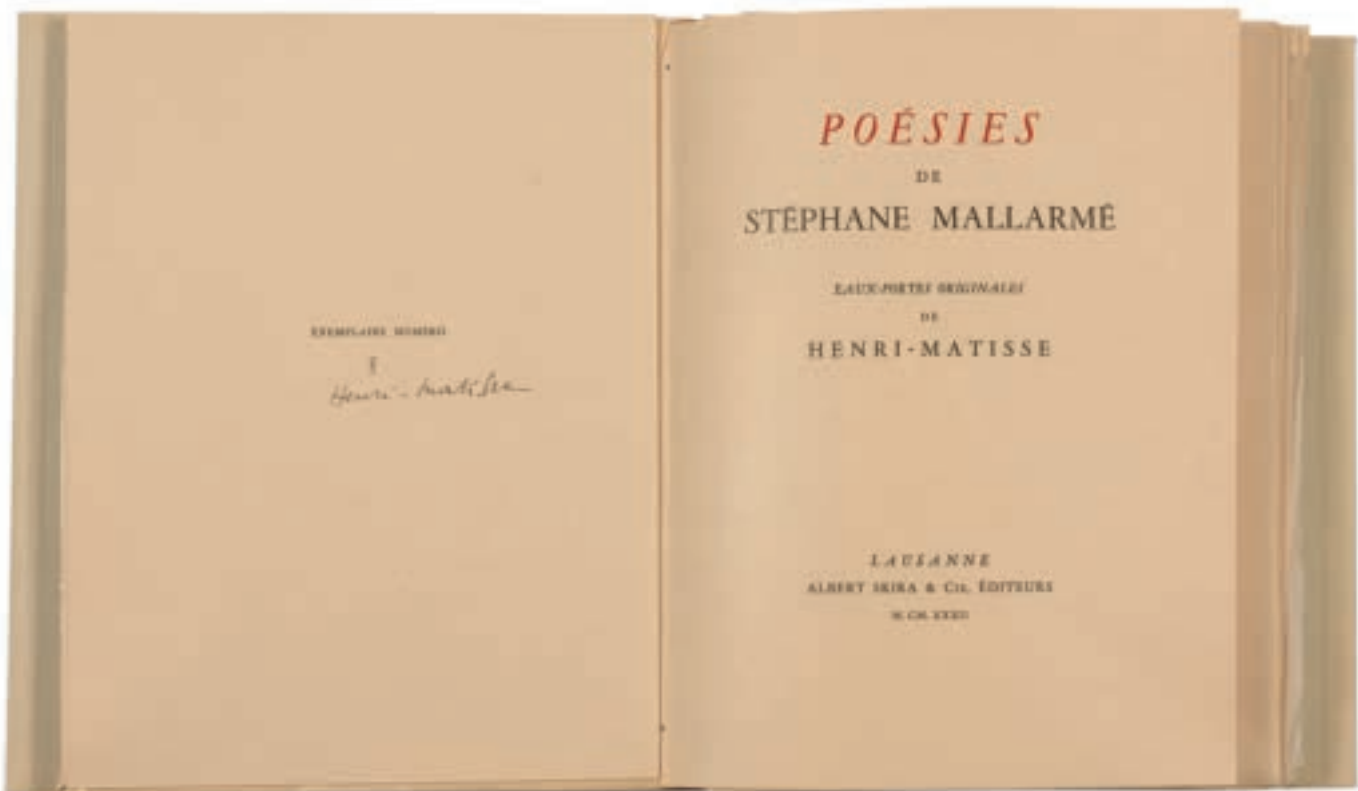 EXEMPLAIRE NUMÉRO
Henri-Matisse
POÉSIES
DE
STÉPHANE MALLARMÉ
EAUX-FORTES ORIGINALES
DE
HENRI-MATISSE
LAUSANNE
ALBERT SKIRA & Cie, ÉDITEURS
M CM XXXII